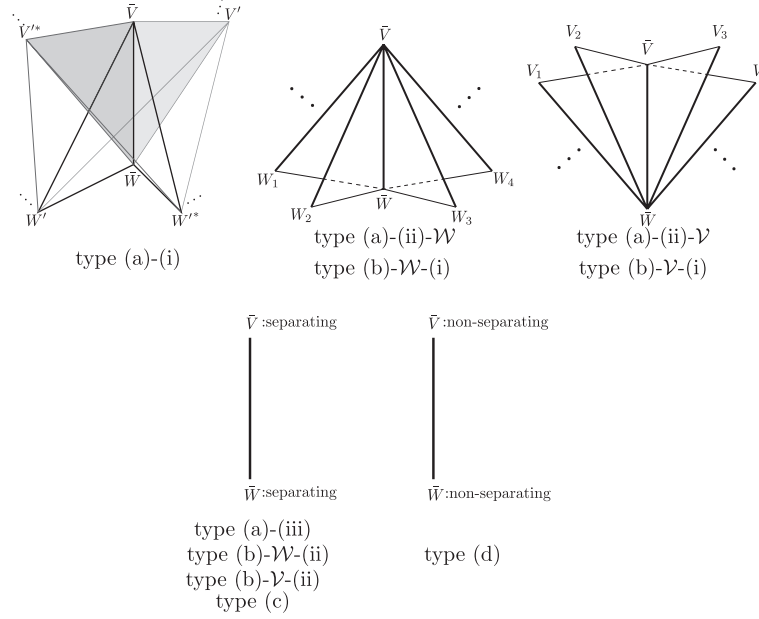 V̄
V′
V′*
W̄
W′
W′*
type (a)-(i)
V̄
W₁
W₂
W̄
W₃
W₄
type (a)-(ii)-𝒲
type (b)-𝒲-(i)
V₁
V₂
V̄
V₃
V
W̄
type (a)-(ii)-𝒱
type (b)-𝒱-(i)
V̄ :separating
W̄ :separating
type (a)-(iii)
type (b)-𝒲-(ii)
type (b)-𝒱-(ii)
type (c)
V̄ :non-separating
W̄ :non-separating
type (d)